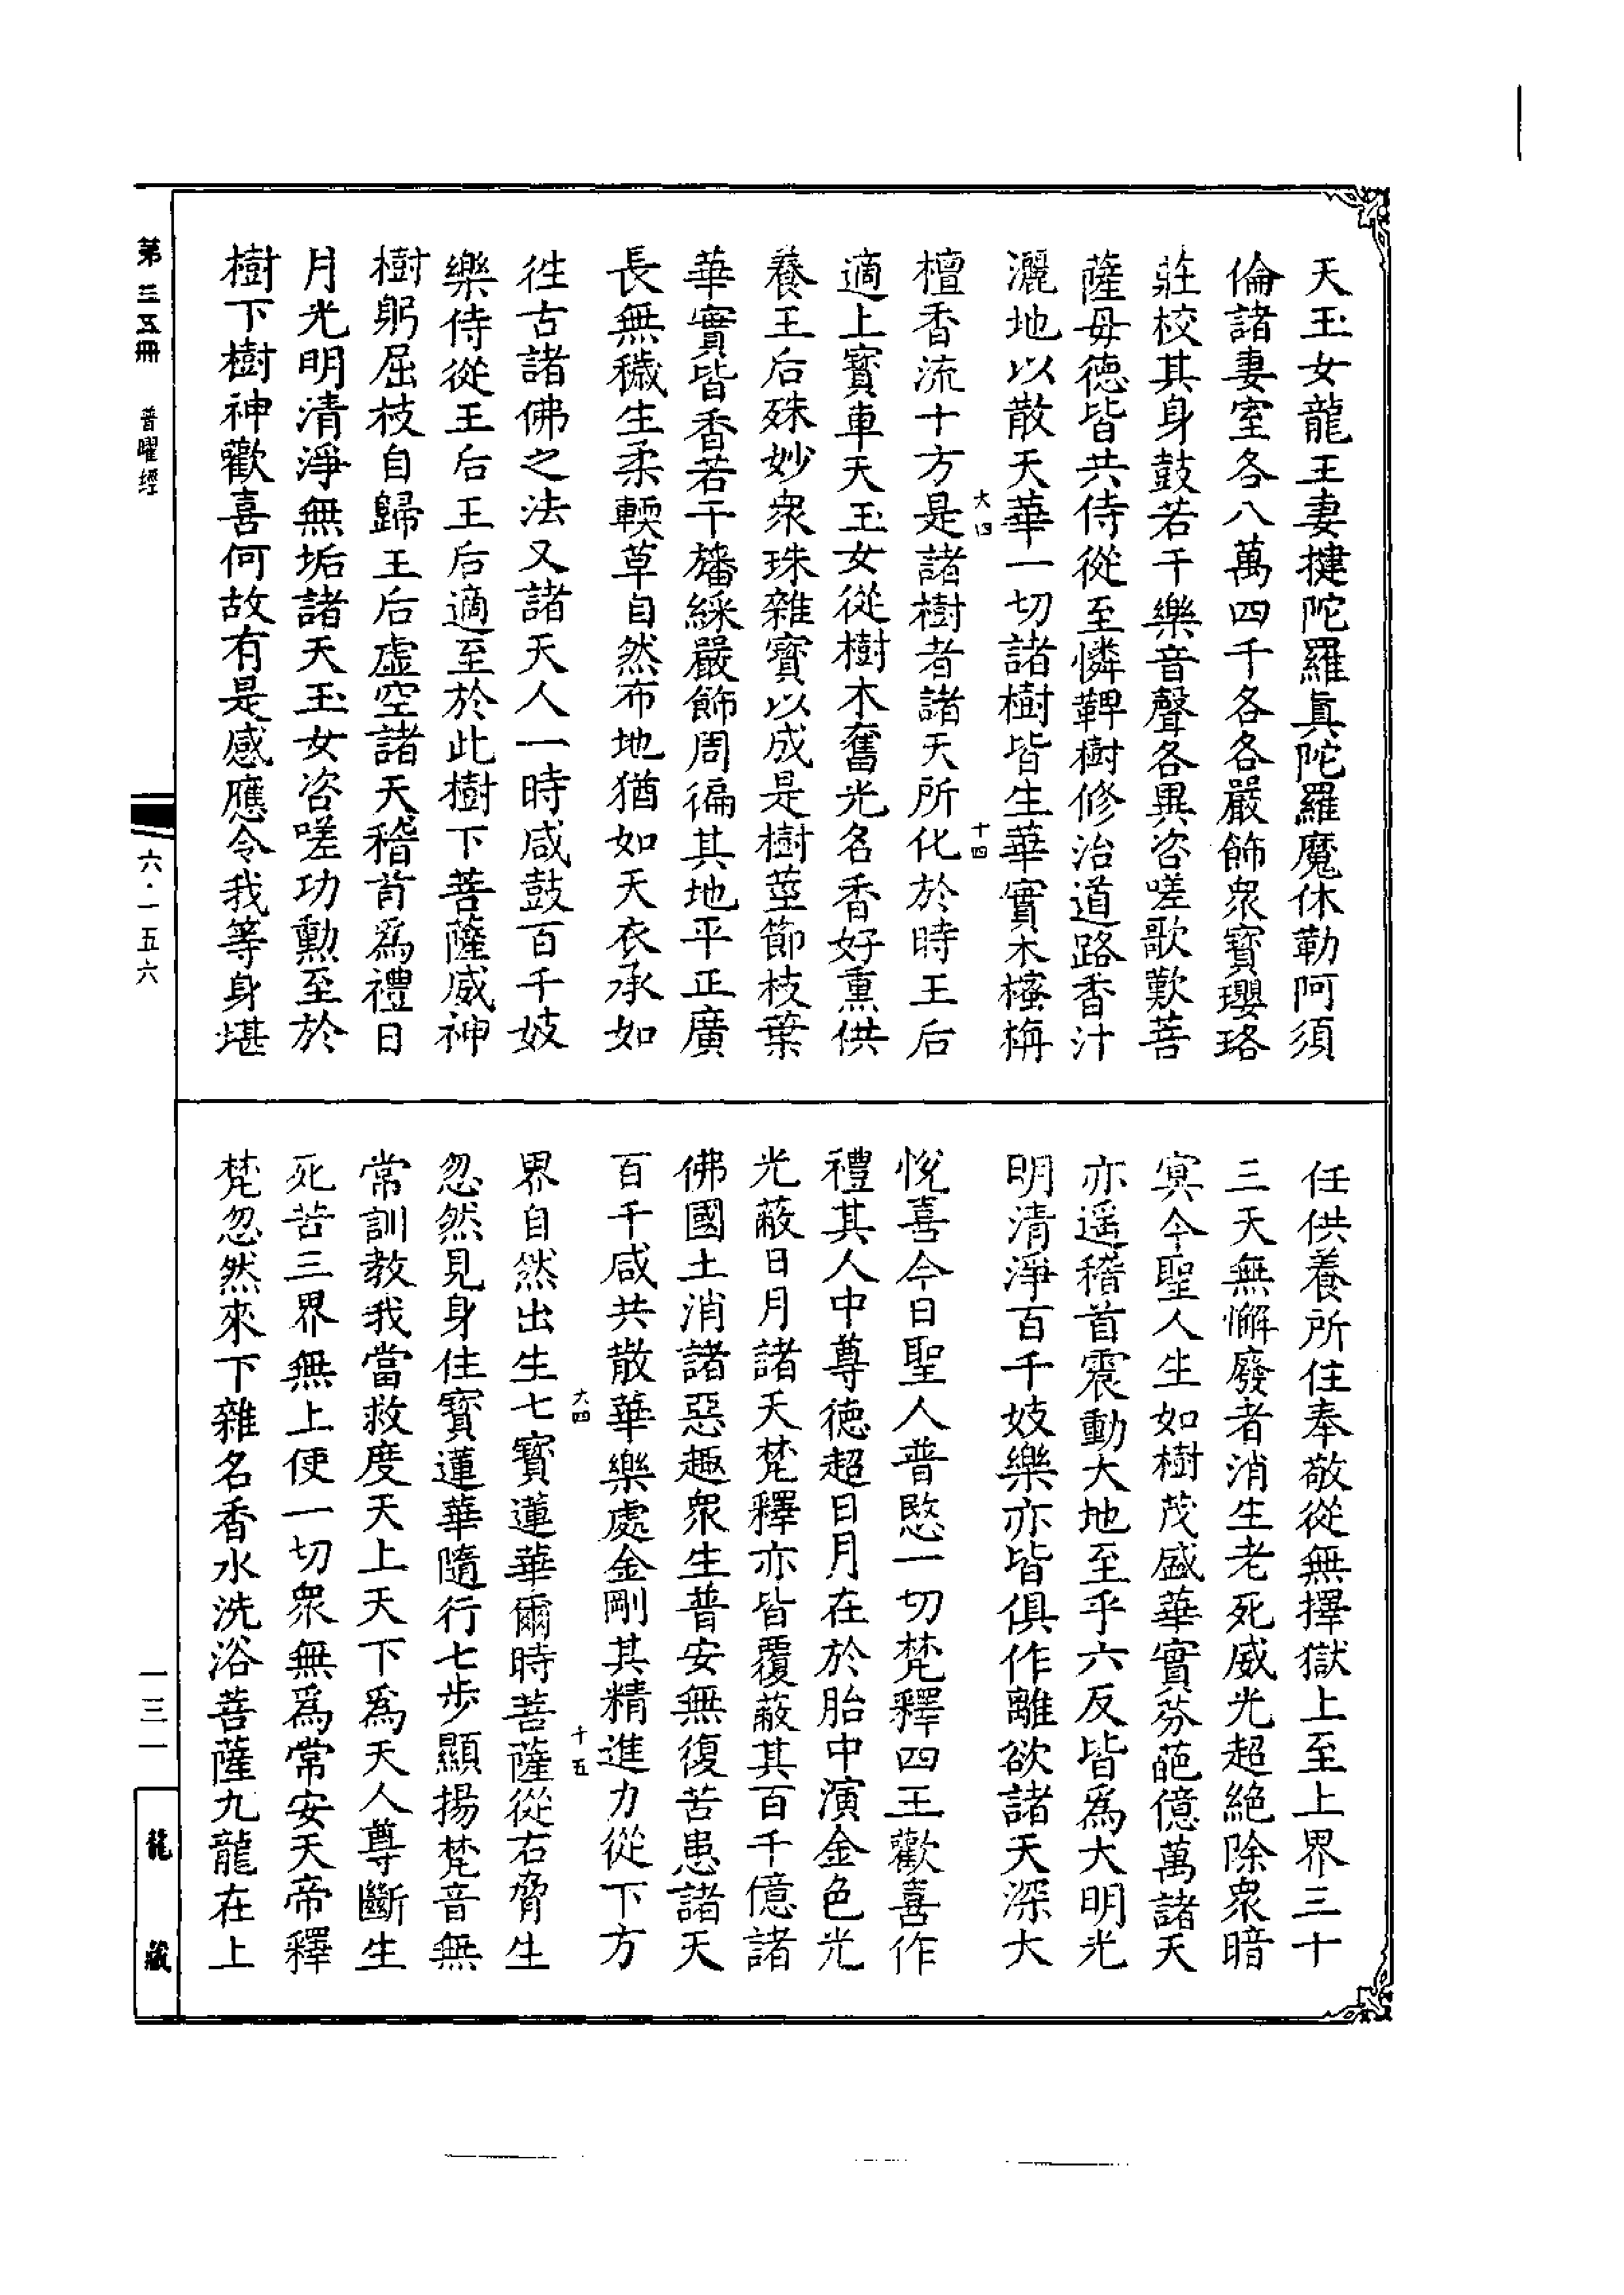 天玉女龍王妻揵陀羅真陀羅魔休勒阿須
倫諸妻室各八萬四千各各嚴飾衆寶瓔珞
莊校其身鼓若干樂音聲各異咨嗟歌歎菩
薩母德皆共侍從至憐鞞樹修治道路香汁
灑地以散天華一切諸樹皆生華實木櫁栴
大四
十四
檀香流十方是諸樹者諸天所化於時王后
適上寶車天玉女從樹木奮光名香好熏供
養王后殊妙衆珠雜寶以成是樹莖節枝葉
華實皆香若干旛綵嚴飾周徧其地平正廣
長無穢生柔輭草自然布地猶如天衣承如
徃古諸佛之法又諸天人一時咸鼓百千妓
樂侍從王后王后適至於此樹下菩薩威神
樹躬屈枝自歸王后虛空諸天稽首爲禮日
月光明清淨無垢諸天玉女咨嗟功勳至於
樹下樹神歡喜何故有是感應令我等身堪
任供養所住奉敬從無擇獄上至上界三十
三天無懈廢者消生老死威光超絕除衆暗
冥今聖人生如樹茂盛華實芬葩億萬諸天
亦遥稽首震動大地至乎六反皆爲大明光
明清淨百千妓樂亦皆俱作離欲諸天深大
悅喜今日聖人普愍一切梵釋四王歡喜作
禮其人中尊德超日月在於胎中演金色光
光蔽日月諸天梵釋亦皆覆蔽其百千億諸
佛國土消諸惡趣衆生普安無復苦患諸天
百千咸共散華樂處金剛其精進力從下方
大四
十五
界自然出生七寶蓮華爾時菩薩從右脅生
忽然見身住寶蓮華隨行七步顯揚梵音無
常訓教我當救度天上天下爲天人尊斷生
死苦三界無上使一切衆無爲常安天帝釋
梵忽然來下雜名香水洗浴菩薩九龍在上
第三五冊　普曜經
六·一五六
一三一
龍藏